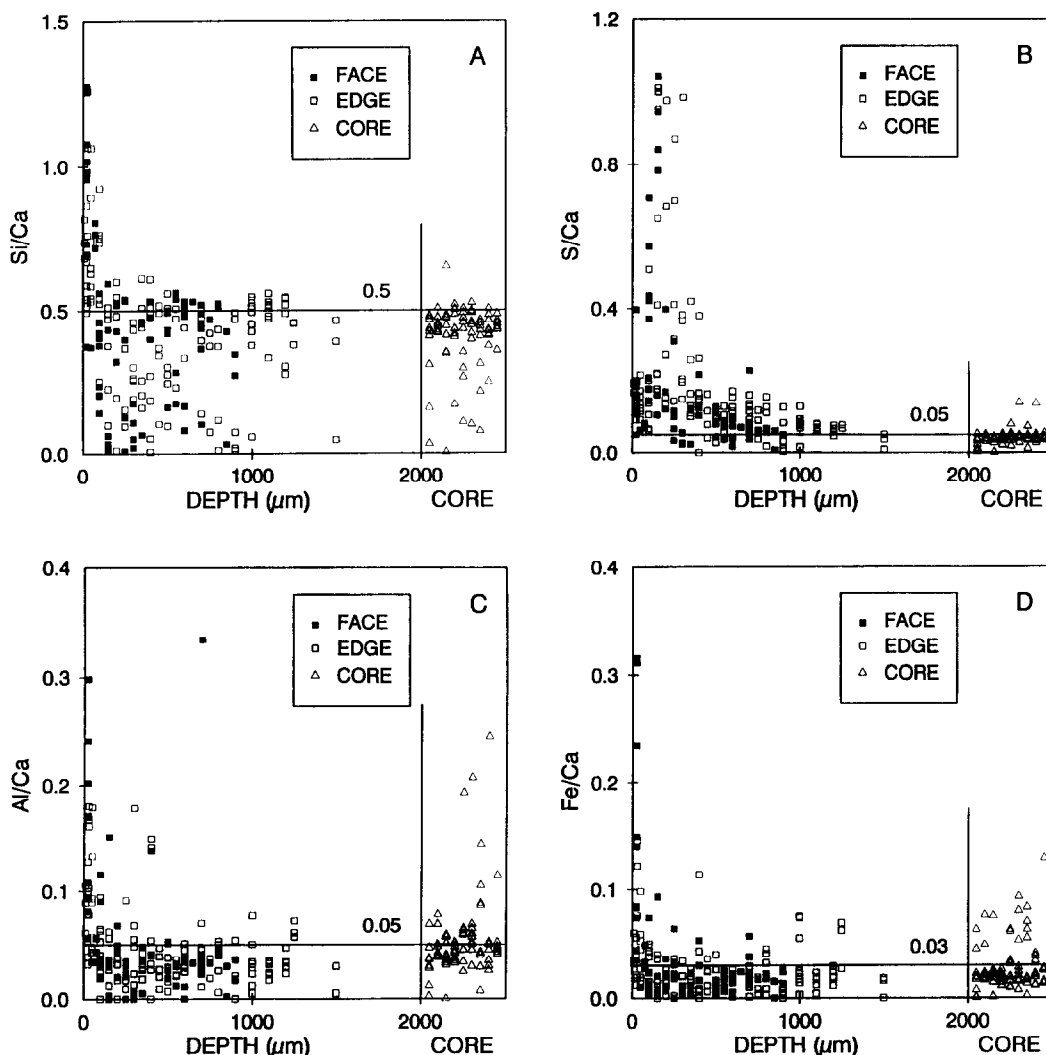 A
1.5
1.0
0.5
0.0
Si/Ca
FACE
EDGE
CORE
0.5
0
1000
2000
DEPTH (µm)
CORE
B
1.2
0.8
0.4
0.0
S/Ca
FACE
EDGE
CORE
0.05
0
1000
2000
DEPTH (µm)
CORE
C
0.4
0.3
0.2
0.1
0.0
Al/Ca
FACE
EDGE
CORE
0.05
0
1000
2000
DEPTH (µm)
CORE
D
0.4
0.3
0.2
0.1
0.0
Fe/Ca
FACE
EDGE
CORE
0.03
0
1000
2000
DEPTH (µm)
CORE